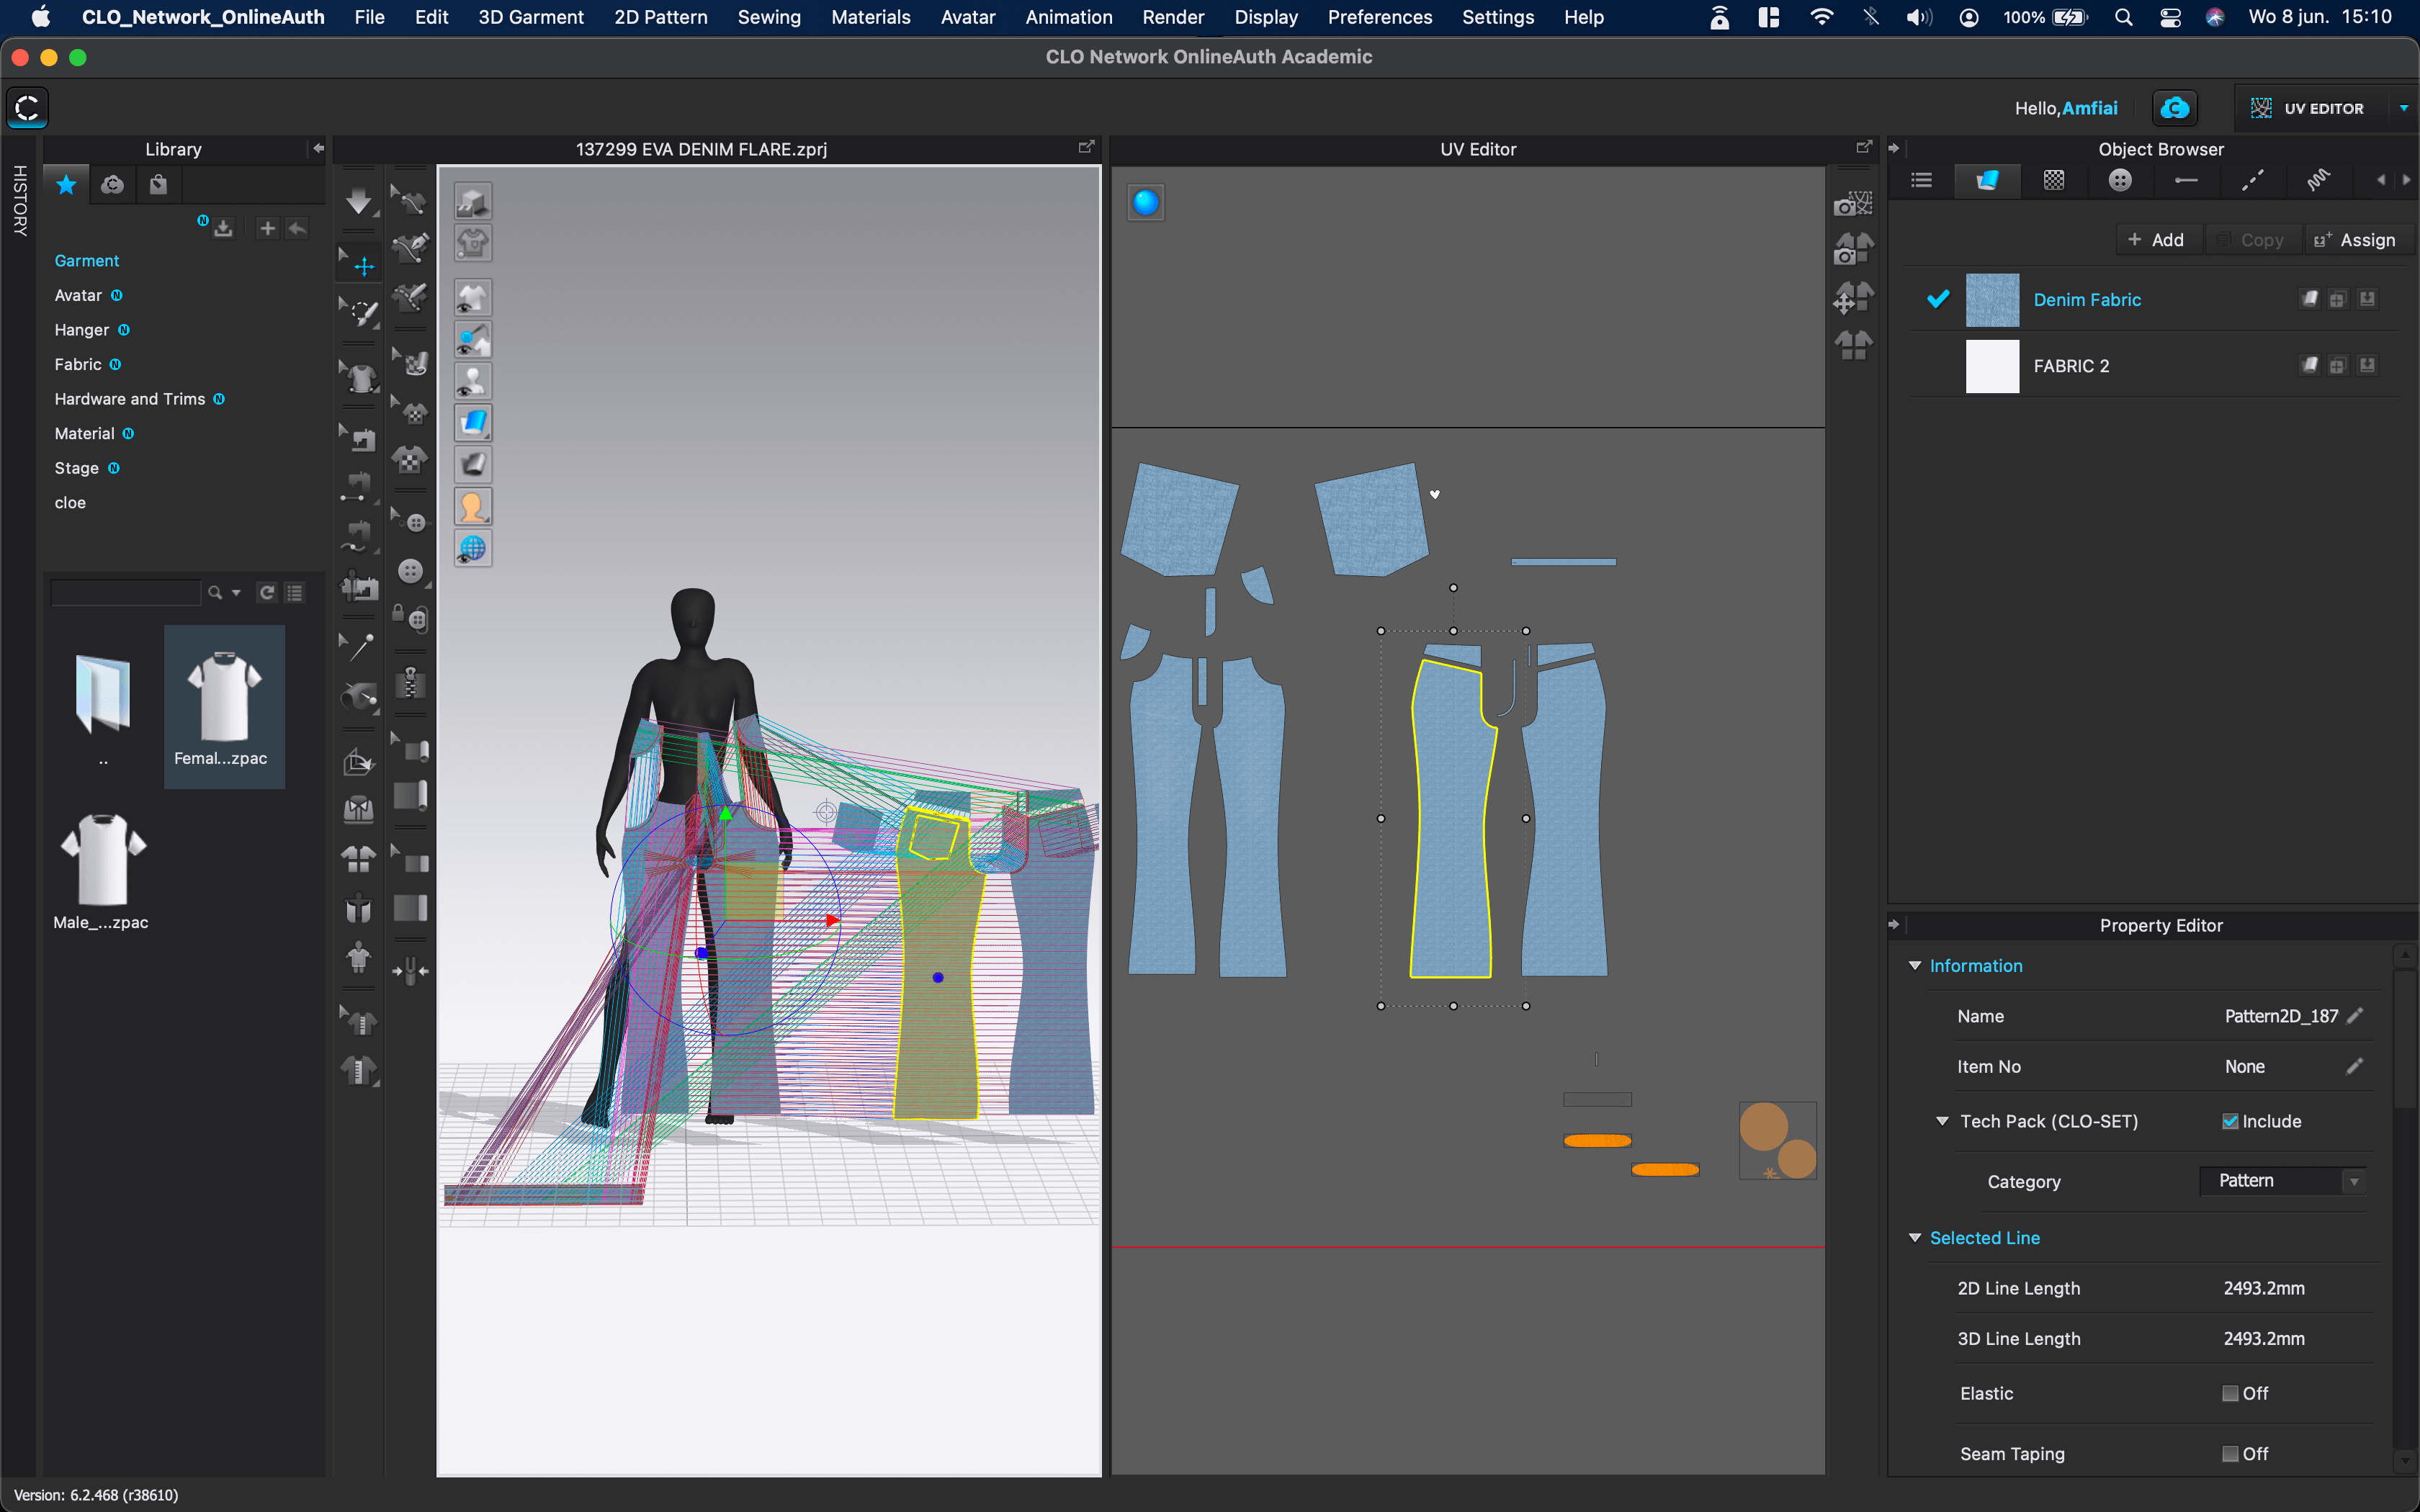 CLO_Network_OnlineAuth File Edit 3D Garment 2D Pattern Sewing Materials Avatar Animation Render Display Preferences Settings Help 100% Wo 8 jun. 15:10
CLO Network OnlineAuth Academic
Hello,Amfiai UV EDITOR
HISTORY
Library
Garment
Avatar N
Hanger N
Fabric N
Hardware and Trims N
Material N
Stage N
cloe
..
Femal...zpac
Male_...zpac
137299 EVA DENIM FLARE.zprj
UV Editor
Object Browser
+ Add Copy Assign
Denim Fabric
FABRIC 2
Property Editor
Information
Name Pattern2D_187
Item No None
Tech Pack (CLO-SET) Include
Category Pattern
Selected Line
2D Line Length 2493.2mm
3D Line Length 2493.2mm
Elastic Off
Seam Taping Off
Version: 6.2.468 (r38610)